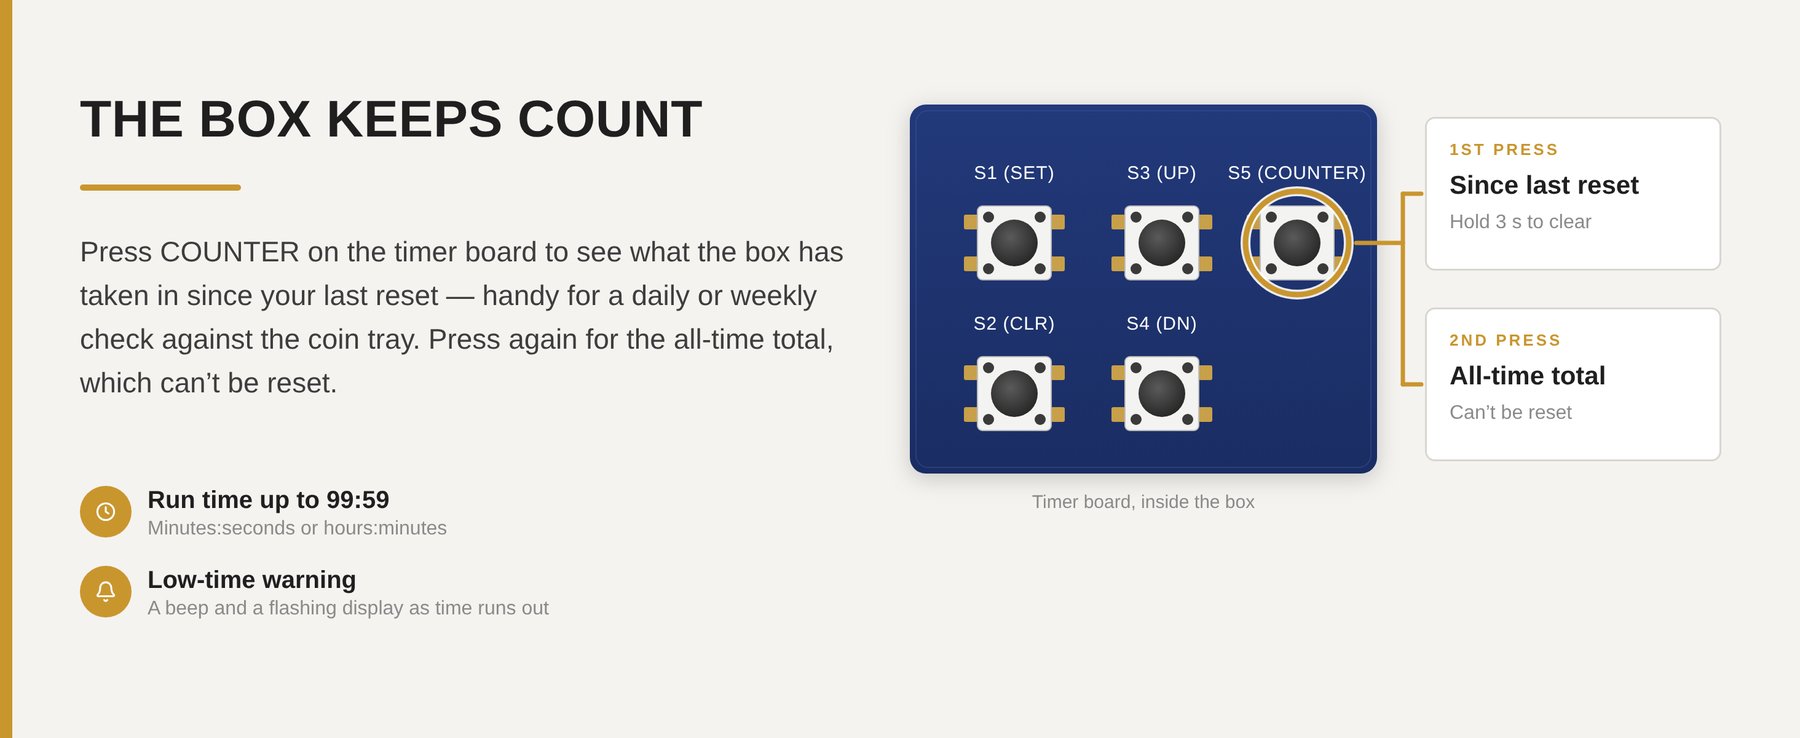 THE BOX KEEPS COUNT
Press COUNTER on the timer board to see what the box has
taken in since your last reset — handy for a daily or weekly
check against the coin tray. Press again for the all-time total,
which can’t be reset.
Run time up to 99:59
Minutes:seconds or hours:minutes
Low-time warning
A beep and a flashing display as time runs out
S1 (SET) S3 (UP) S5 (COUNTER)
S2 (CLR) S4 (DN)
Timer board, inside the box
1ST PRESS
Since last reset
Hold 3 s to clear
2ND PRESS
All-time total
Can’t be reset